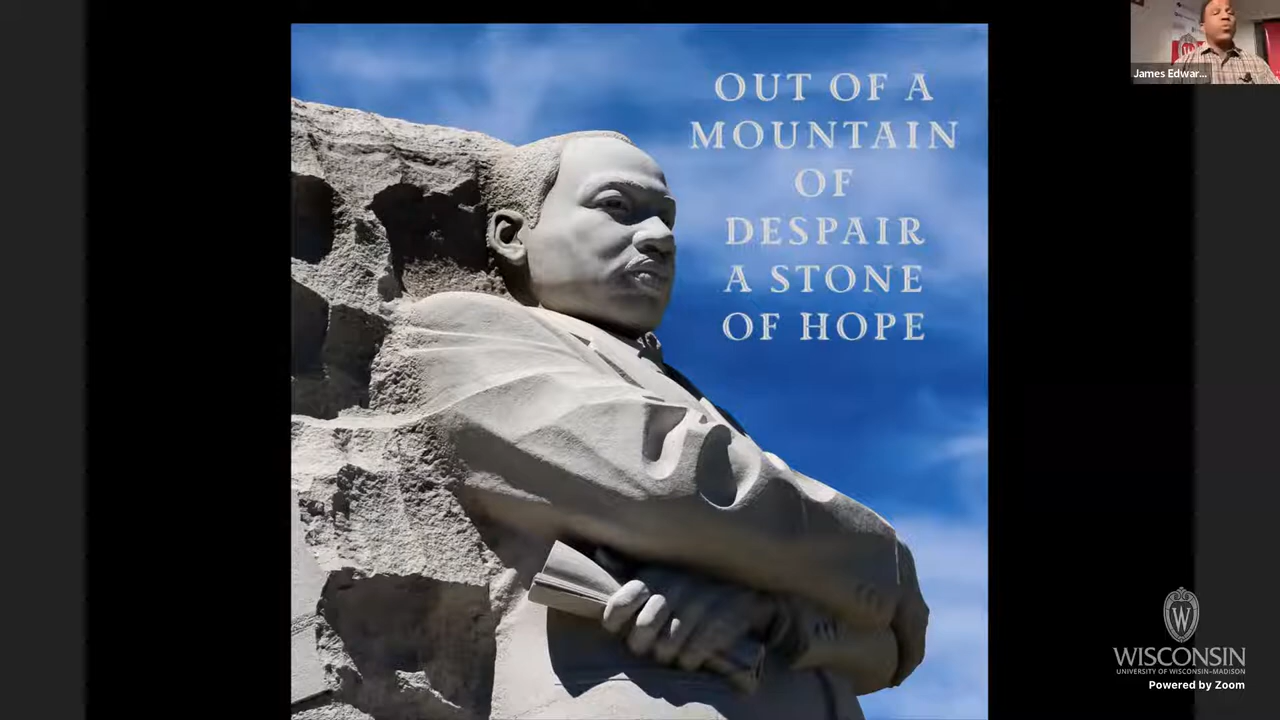 OUT OF A
MOUNTAIN
OF
DESPAIR
A STONE
OF HOPE
James Edwar...
W
WISCONSIN
UNIVERSITY OF WISCONSIN–MADISON
Powered by Zoom